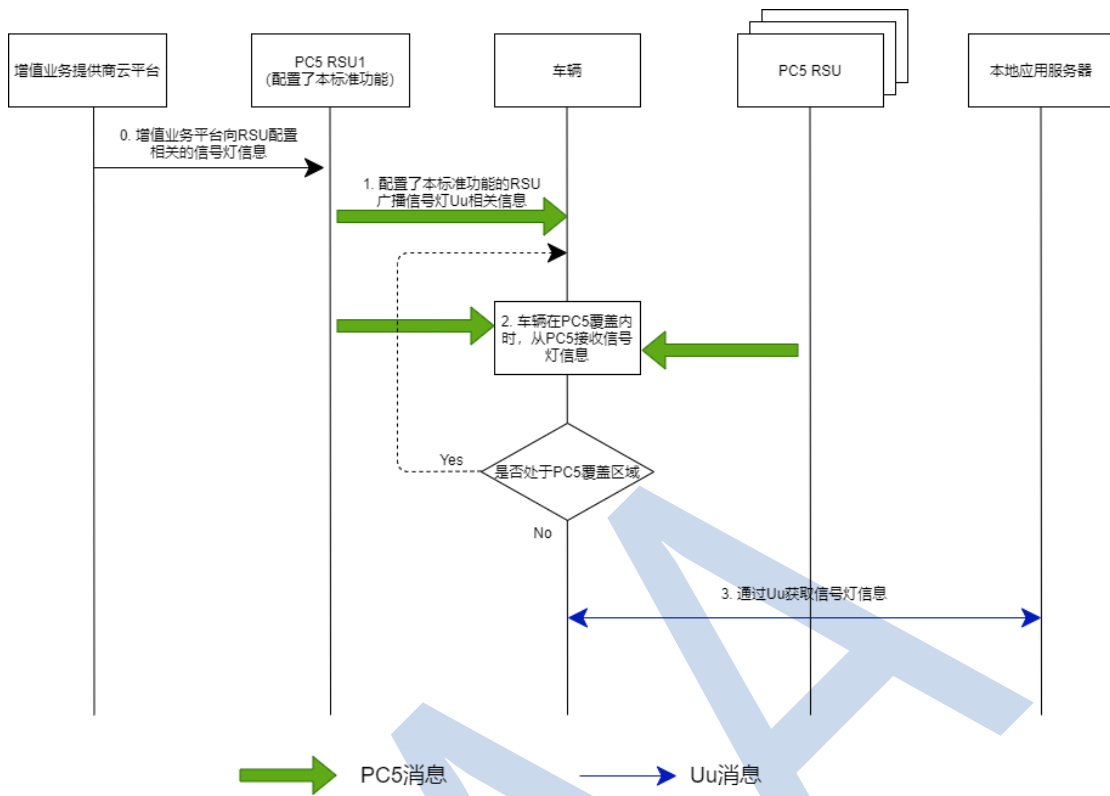 增值业务提供商云平台
PC5 RSU1
(配置了本标准功能)
车辆
PC5 RSU
本地应用服务器
0. 增值业务平台向RSU配置
相关的信号灯信息
1. 配置了本标准功能的RSU
广播信号灯Uu相关信息
2. 车辆在PC5覆盖内
时，从PC5接收信号
灯信息
Yes
是否处于PC5覆盖区域
No
3. 通过Uu获取信号灯信息
PC5消息
Uu消息